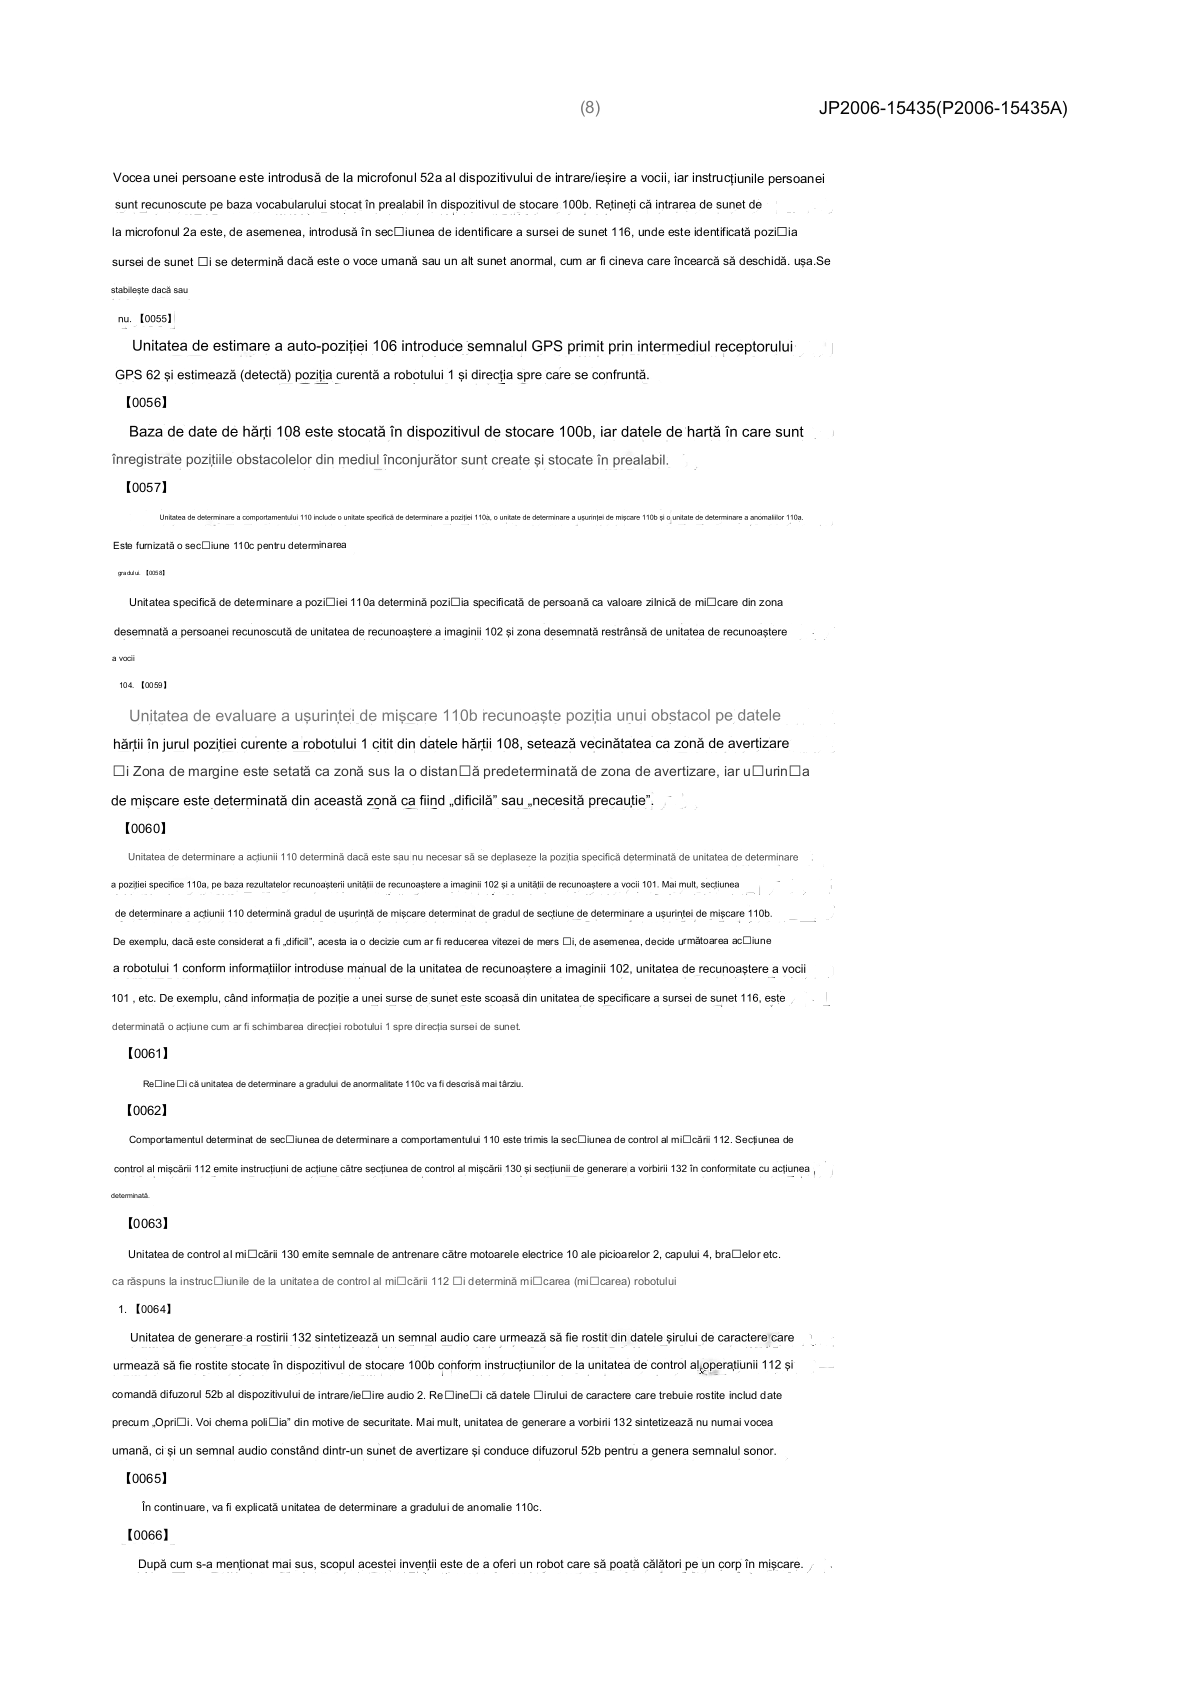 (8)
JP2006-15435(P2006-15435A)
Vocea unei persoane este introdusă de la microfonul 52a al dispozitivului de intrare/ieșire a vocii, iar instrucțiunile persoanei
sunt recunoscute pe baza vocabularului stocat în prealabil în dispozitivul de stocare 100b. Rețineți că intrarea de sunet de
la microfonul 2a este, de asemenea, introdusă în sec□iunea de identificare a sursei de sunet 116, unde este identificată pozi□ia
sursei de sunet □i se determină dacă este o voce umană sau un alt sunet anormal, cum ar fi cineva care încearcă să deschidă. ușa.Se
stabilește dacă sau
nu. 【0055】
Unitatea de estimare a auto-poziției 106 introduce semnalul GPS primit prin intermediul receptorului
GPS 62 și estimează (detectă) poziția curentă a robotului 1 și direcția spre care se confruntă.
【0056】
Baza de date de hărți 108 este stocată în dispozitivul de stocare 100b, iar datele de hartă în care sunt
înregistrate pozițiile obstacolelor din mediul înconjurător sunt create și stocate în prealabil.
【0057】
Unitatea de determinare a comportamentului 110 include o unitate specifică de determinare a poziției 110a, o unitate de determinare a ușurinței de mișcare 110b și o unitate de determinare a anomaliilor 110a.
Este furnizată o sec□iune 110c pentru determinarea
gradului. 【0058】
Unitatea specifică de determinare a pozi□iei 110a determină pozi□ia specificată de persoană ca valoare zilnică de mi□care din zona
desemnată a persoanei recunoscută de unitatea de recunoaștere a imaginii 102 și zona desemnată restrânsă de unitatea de recunoaștere
a vocii
104. 【0059】
Unitatea de evaluare a ușurinței de mișcare 110b recunoaște poziția unui obstacol pe datele
hărții în jurul poziției curente a robotului 1 citit din datele hărții 108, setează vecinătatea ca zonă de avertizare
□i Zona de margine este setată ca zonă sus la o distan□ă predeterminată de zona de avertizare, iar u□urin□a
de mișcare este determinată din această zonă ca fiind „dificilă” sau „necesită precauție”.
【0060】
Unitatea de determinare a acțiunii 110 determină dacă este sau nu necesar să se deplaseze la poziția specifică determinată de unitatea de determinare
a poziției specifice 110a, pe baza rezultatelor recunoașterii unității de recunoaștere a imaginii 102 și a unității de recunoaștere a vocii 101. Mai mult, secțiunea
de determinare a acțiunii 110 determină gradul de ușurință de mișcare determinat de gradul de secțiune de determinare a ușurinței de mișcare 110b.
De exemplu, dacă este considerat a fi „dificil”, acesta ia o decizie cum ar fi reducerea vitezei de mers □i, de asemenea, decide următoarea ac□iune
a robotului 1 conform informațiilor introduse manual de la unitatea de recunoaștere a imaginii 102, unitatea de recunoaștere a vocii
101 , etc. De exemplu, când informația de poziție a unei surse de sunet este scoasă din unitatea de specificare a sursei de sunet 116, este
determinată o acțiune cum ar fi schimbarea direcției robotului 1 spre direcția sursei de sunet.
【0061】
Re□ine□i că unitatea de determinare a gradului de anormalitate 110c va fi descrisă mai târziu.
【0062】
Comportamentul determinat de sec□iunea de determinare a comportamentului 110 este trimis la sec□iunea de control al mi□cării 112. Secțiunea de
control al mișcării 112 emite instrucțiuni de acțiune către secțiunea de control al mișcării 130 și secțiunii de generare a vorbirii 132 în conformitate cu acțiunea
determinată.
【0063】
Unitatea de control al mi□cării 130 emite semnale de antrenare către motoarele electrice 10 ale picioarelor 2, capului 4, bra□elor etc.
ca răspuns la instruc□iunile de la unitatea de control al mi□cării 112 □i determină mi□carea (mi□carea) robotului
1. 【0064】
Unitatea de generare a rostirii 132 sintetizează un semnal audio care urmează să fie rostit din datele șirului de caractere care
urmează să fie rostite stocate în dispozitivul de stocare 100b conform instrucțiunilor de la unitatea de control al operațiunii 112 și
comandă difuzorul 52b al dispozitivului de intrare/ie□ire audio 2. Re□ine□i că datele □irului de caractere care trebuie rostite includ date
precum „Opri□i. Voi chema poli□ia” din motive de securitate. Mai mult, unitatea de generare a vorbirii 132 sintetizează nu numai vocea
umană, ci și un semnal audio constând dintr-un sunet de avertizare și conduce difuzorul 52b pentru a genera semnalul sonor.
【0065】
În continuare, va fi explicată unitatea de determinare a gradului de anomalie 110c.
【0066】
După cum s-a menționat mai sus, scopul acestei invenții este de a oferi un robot care să poată călători pe un corp în mișcare.